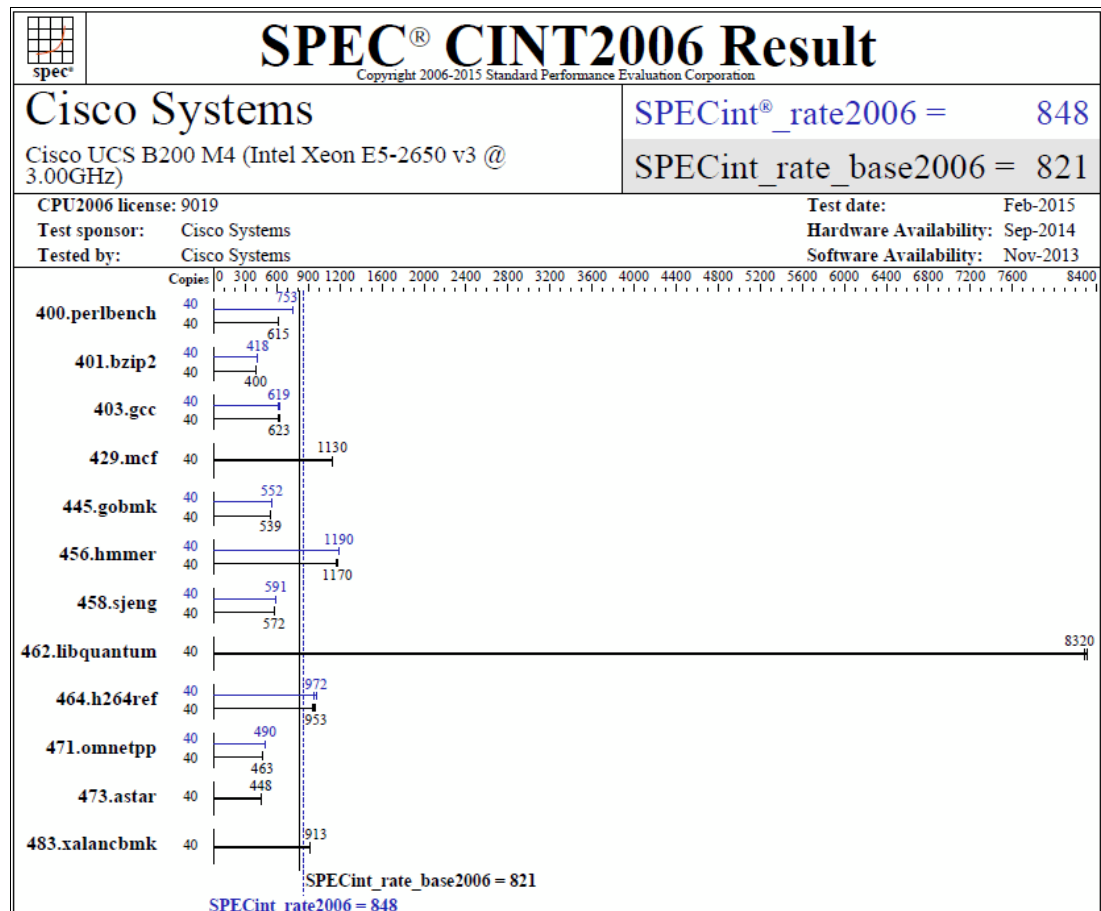 spec®
SPEC® CINT2006 Result
Copyright 2006-2015 Standard Performance Evaluation Corporation
Cisco Systems
Cisco UCS B200 M4 (Intel Xeon E5-2650 v3 @
3.00GHz)
SPECint®_rate2006 = 848
SPECint_rate_base2006 = 821
CPU2006 license: 9019
Test sponsor: Cisco Systems
Tested by: Cisco Systems
Test date: Feb-2015
Hardware Availability: Sep-2014
Software Availability: Nov-2013
Copies 0 300 600 900 1200 1600 2000 2400 2800 3200 3600 4000 4400 4800 5200 5600 6000 6400 6800 7200 7600 8400
400.perlbench 40 753
40 615
401.bzip2 40 418
40 400
403.gcc 40 619
40 623
429.mcf 40 1130
445.gobmk 40 552
40 539
456.hmmer 40 1190
40 1170
458.sjeng 40 591
40 572
462.libquantum 40 8320
464.h264ref 40 972
40 953
471.omnetpp 40 490
40 463
473.astar 40 448
483.xalancbmk 40 913
SPECint_rate_base2006 = 821
SPECint_rate2006 = 848